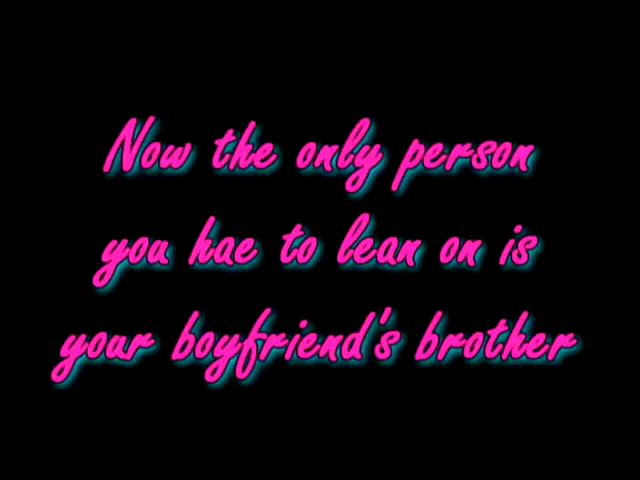 Now the only person
you hae to lean on is
your boyfriend's brother